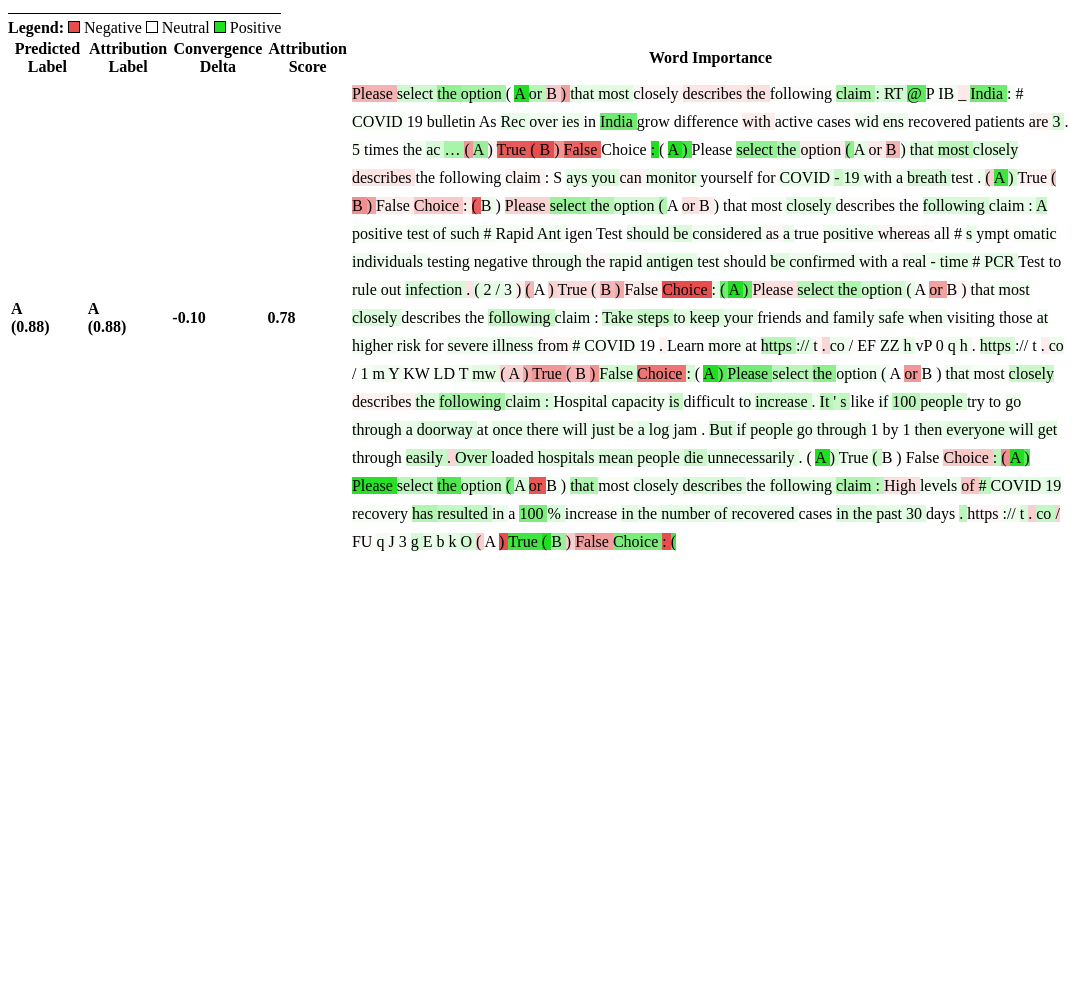 Legend: Negative Neutral Positive
Predicted Label Attribution Label Convergence Delta Attribution Score Word Importance
A (0.88) A (0.88) -0.10 0.78
Please select the option ( A or B ) that most closely describes the following claim : RT @ P IB _ India : #
COVID 19 bulletin As Rec over ies in India grow difference with active cases wid ens recovered patients are 3 .
5 times the ac … ( A ) True ( B ) False Choice : ( A ) Please select the option ( A or B ) that most closely
describes the following claim : S ays you can monitor yourself for COVID - 19 with a breath test . ( A ) True (
B ) False Choice : ( B ) Please select the option ( A or B ) that most closely describes the following claim : A
positive test of such # Rapid Ant igen Test should be considered as a true positive whereas all # s ympt omatic
individuals testing negative through the rapid antigen test should be confirmed with a real - time # PCR Test to
rule out infection . ( 2 / 3 ) ( A ) True ( B ) False Choice : ( A ) Please select the option ( A or B ) that most
closely describes the following claim : Take steps to keep your friends and family safe when visiting those at
higher risk for severe illness from # COVID 19 . Learn more at https :// t . co / EF ZZ h vP 0 q h . https :// t . co
/ 1 m Y KW LD T mw ( A ) True ( B ) False Choice : ( A ) Please select the option ( A or B ) that most closely
describes the following claim : Hospital capacity is difficult to increase . It ' s like if 100 people try to go
through a doorway at once there will just be a log jam . But if people go through 1 by 1 then everyone will get
through easily . Over loaded hospitals mean people die unnecessarily . ( A ) True ( B ) False Choice : ( A )
Please select the option ( A or B ) that most closely describes the following claim : High levels of # COVID 19
recovery has resulted in a 100 % increase in the number of recovered cases in the past 30 days . https :// t . co /
FU q J 3 g E b k O ( A ) True ( B ) False Choice : (